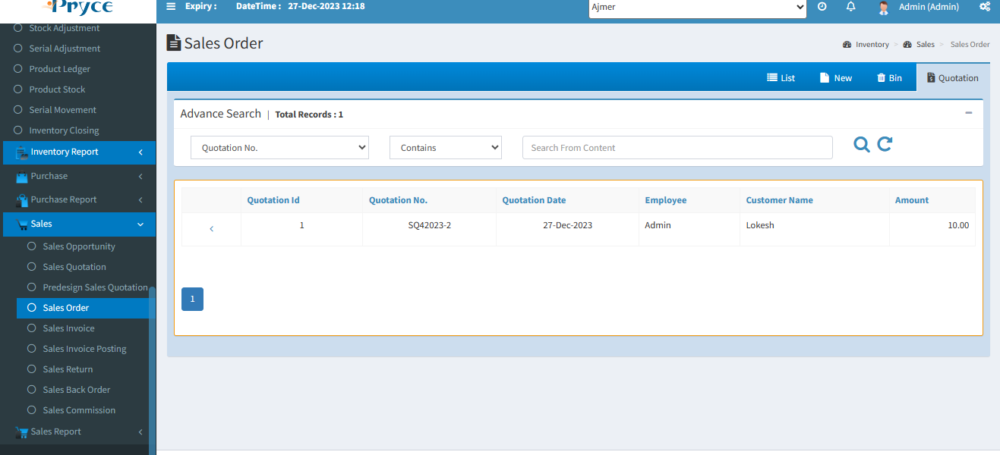 Pryce
Expiry : DateTime : 27-Dec-2023 12:18
Ajmer
Admin (Admin)
Stock Adjustment
Serial Adjustment
Product Ledger
Product Stock
Serial Movement
Inventory Closing
Inventory Report
Purchase
Purchase Report
Sales
Sales Opportunity
Sales Quotation
Predesign Sales Quotation
Sales Order
Sales Invoice
Sales Invoice Posting
Sales Return
Sales Back Order
Sales Commission
Sales Report
Sales Order
Inventory > Sales > Sales Order
List New Bin Quotation
Advance Search | Total Records : 1
Quotation No. Contains Search From Content
Quotation Id Quotation No. Quotation Date Employee Customer Name Amount
1 SQ42023-2 27-Dec-2023 Admin Lokesh 10.00
1